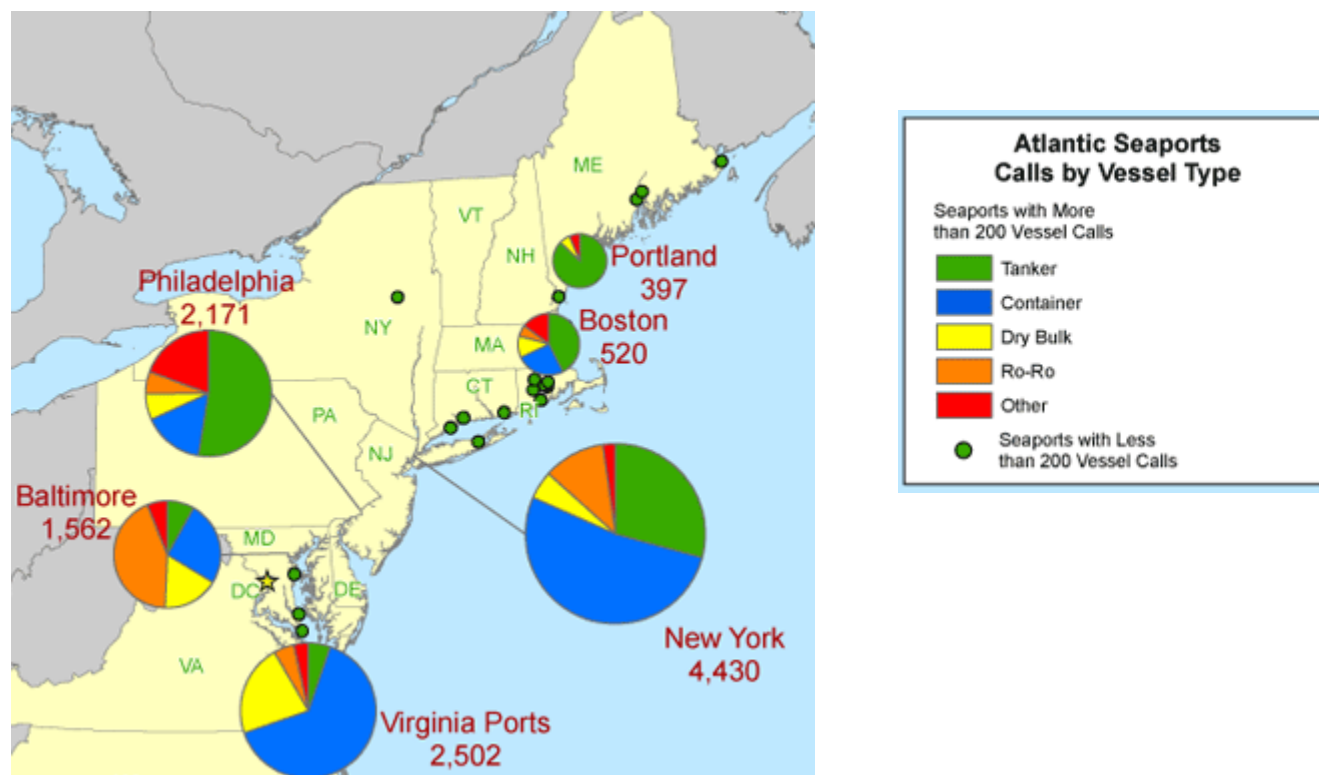 ME
VT
NH
Portland
397
Philadelphia
2,171
NY
Boston
520
MA
CT
RI
PA
NJ
Baltimore
1,562
MD
DC
DE
New York
4,430
VA
Virginia Ports
2,502
Atlantic Seaports
Calls by Vessel Type
Seaports with More
than 200 Vessel Calls
Tanker
Container
Dry Bulk
Ro-Ro
Other
Seaports with Less
than 200 Vessel Calls